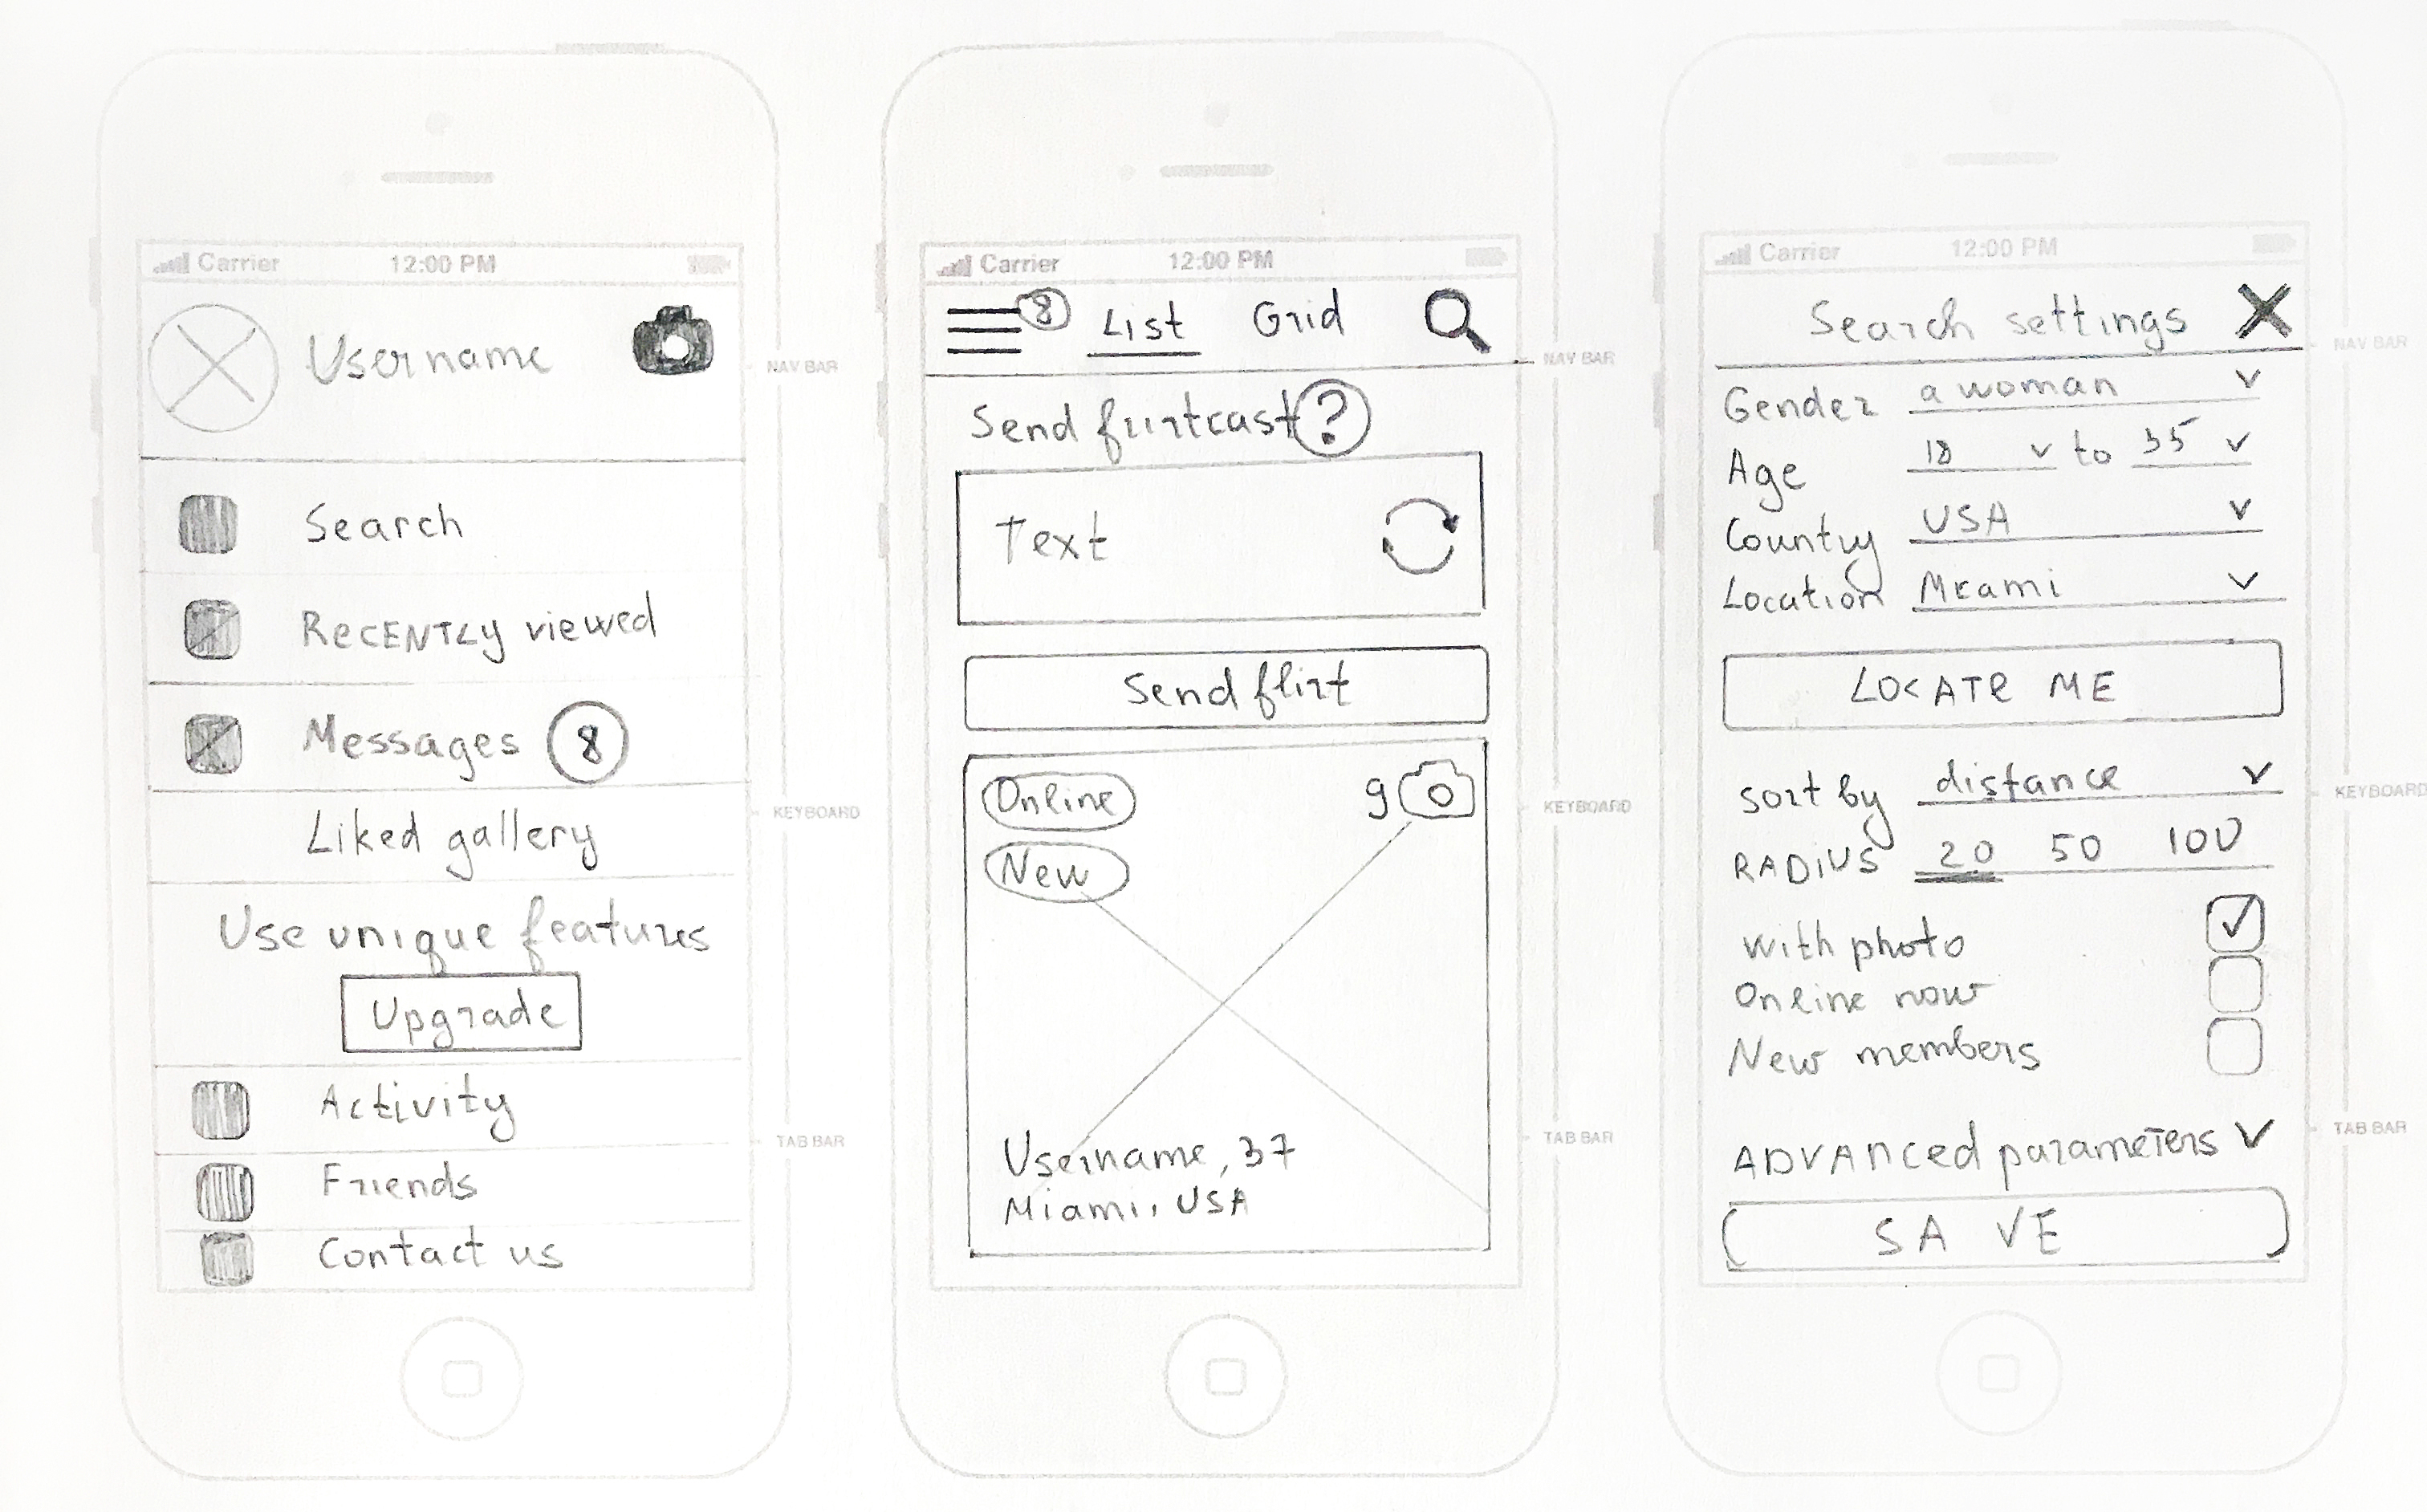 Carrier 12:00 PM
Username
NAV BAR
Search
RECENTLY viewed
Messages 8
KEYBOARD
Liked gallery
Use unique features
Upgrade
Activity
TAB BAR
Friends
Contact us
Carrier 12:00 PM
8 List Grid
NAV BAR
Send flirtcast ?
Text
Send flirt
Online 9
KEYBOARD
New
TAB BAR
Username, 37
Miami, USA
Carrier 12:00 PM
Search settings X
NAV BAR
Gender a woman
Age 18 to 35
Country USA
Location Miami
LOCATE ME
Sort by distance
KEYBOARD
RADIUS 20 50 100
With photo
Online now
New members
ADVANCED parameters
TAB BAR
SAVE